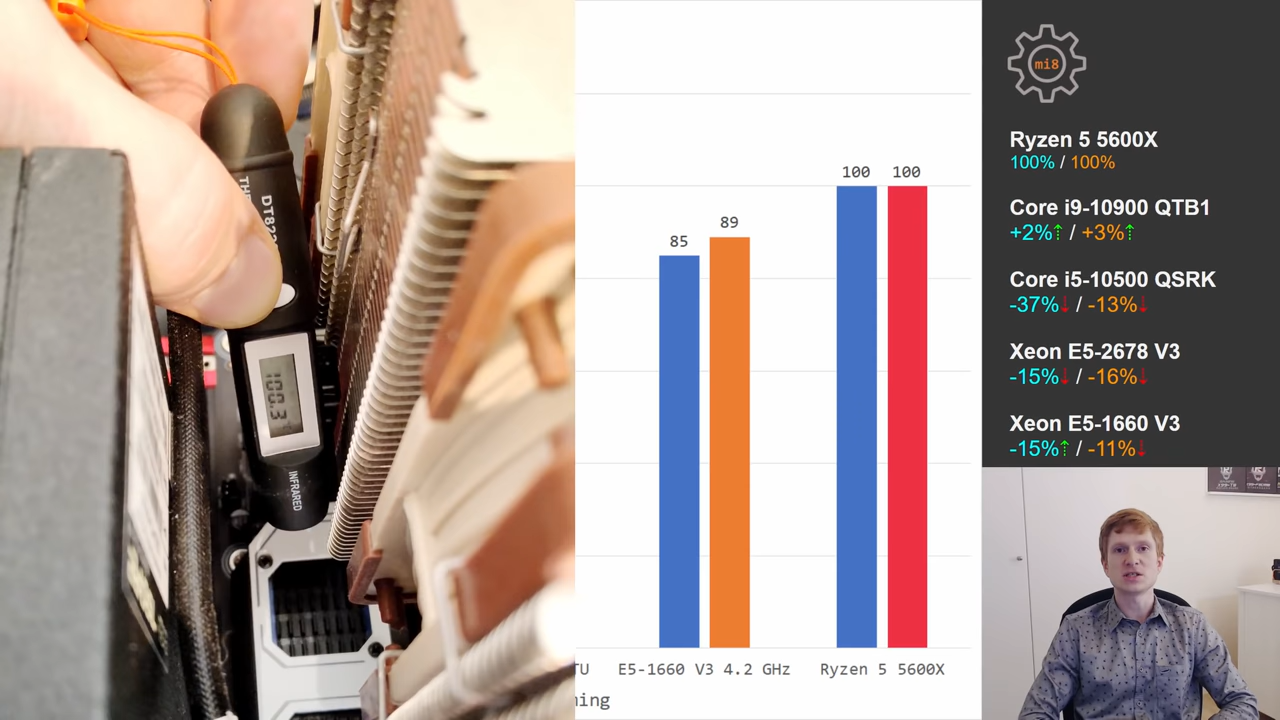 DT82
100.3
INFRARED
85
89
100
100
TU
E5-1660 V3 4.2 GHz
Ryzen 5 5600X
ning
mi8
Ryzen 5 5600X
100% / 100%
Core i9-10900 QTB1
+2%⇡ / +3%⇡
Core i5-10500 QSRK
-37%↓ / -13%↓
Xeon E5-2678 V3
-15%↓ / -16%↓
Xeon E5-1660 V3
-15%⇡ / -11%↓